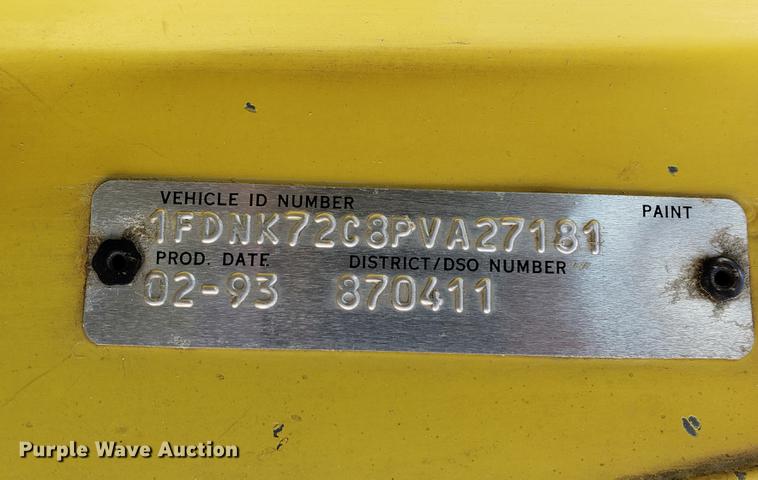 VEHICLE ID NUMBER
PAINT
1FDNK72C8PVA27181
PROD. DATE DISTRICT/DSO NUMBER
02-93 870411
Purple Wave Auction